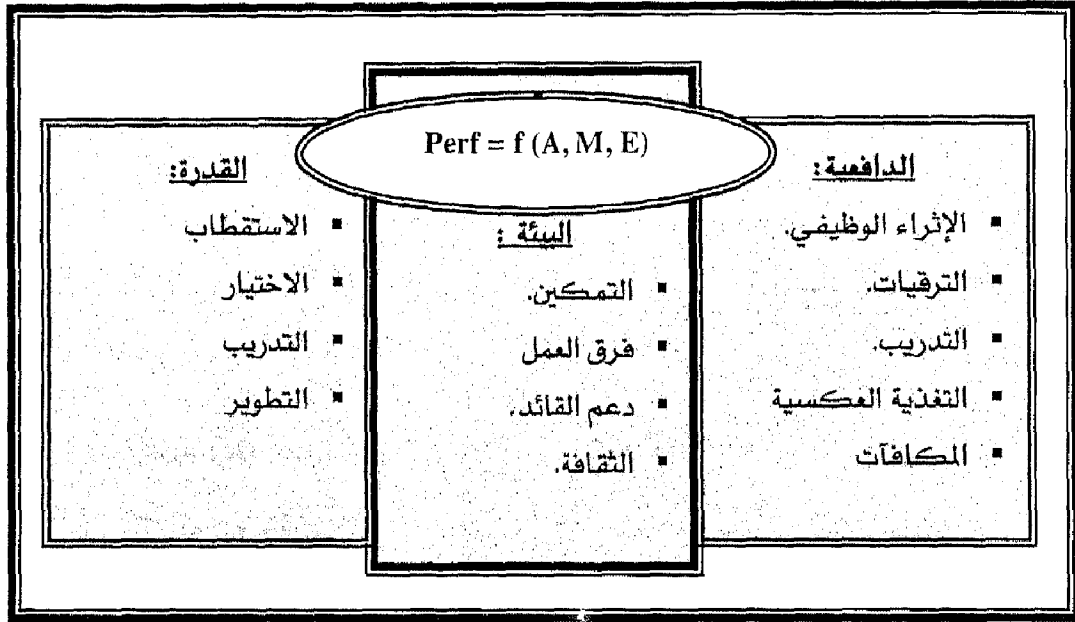 Perf = f (A, M, E)
الدافعية:
▪ الإثراء الوظيفي.
▪ الترقيات.
▪ التدريب.
▪ التغذية العكسية
▪ المكافآت
البيئة :
▪ التمكين.
▪ فرق العمل
▪ دعم القائد.
▪ الثقافة.
القدرة:
▪ الاستقطاب
▪ الاختيار
▪ التدريب
▪ التطوير